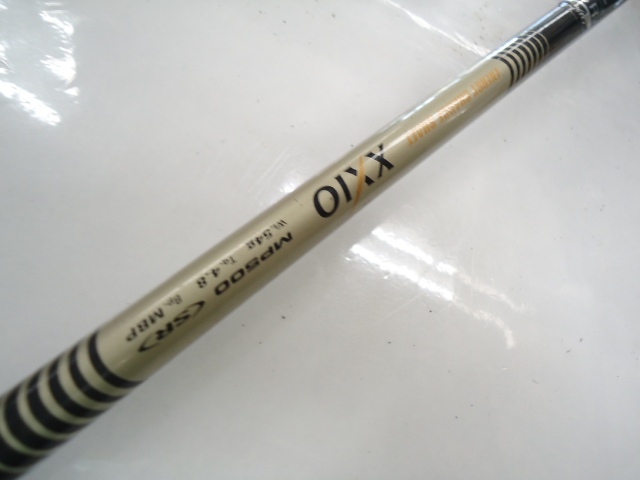 XXIO
MP500 (SR)
Wt.54g Tq.4.8 Bp.MBP